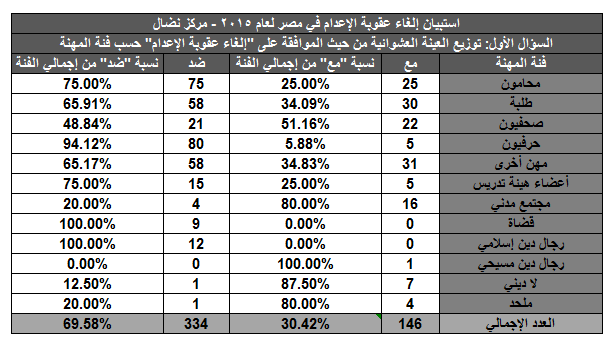 استبيان إلغاء عقوبة الإعدام في مصر لعام ٢٠١٥ - مركز نضال
السؤال الأول: توزيع العينة العشوائية من حيث الموافقة على "إلغاء عقوبة الإعدام" حسب فئة المهنة
فئة المهنة مع نسبة "مع" من إجمالي الفئة ضد نسبة "ضد" من إجمالي الفئة
محامون 25 25.00% 75 75.00%
طلبة 30 34.09% 58 65.91%
صحفيون 22 51.16% 21 48.84%
حرفيون 5 5.88% 80 94.12%
مهن أخرى 31 34.83% 58 65.17%
أعضاء هيئة تدريس 5 25.00% 15 75.00%
مجتمع مدني 16 80.00% 4 20.00%
قضاة 0 0.00% 9 100.00%
رجال دين إسلامي 0 0.00% 12 100.00%
رجال دين مسيحي 1 100.00% 0 0.00%
لا ديني 7 87.50% 1 12.50%
ملحد 4 80.00% 1 20.00%
العدد الإجمالي 146 30.42% 334 69.58%